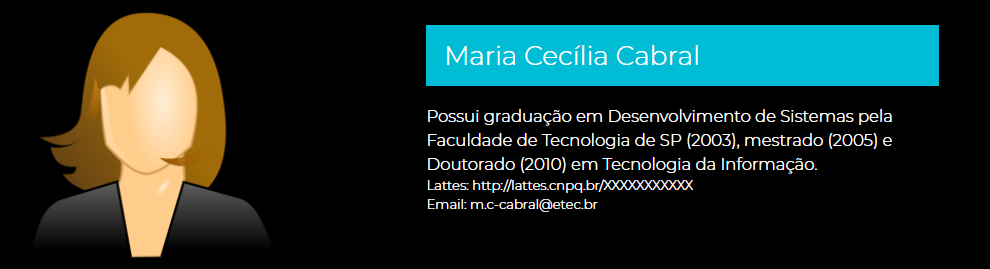 Maria Cecília Cabral
Possui graduação em Desenvolvimento de Sistemas pela
Faculdade de Tecnologia de SP (2003), mestrado (2005) e
Doutorado (2010) em Tecnologia da Informação.
Lattes: http://lattes.cnpq.br/XXXXXXXXXXX
Email: m.c-cabral@etec.br